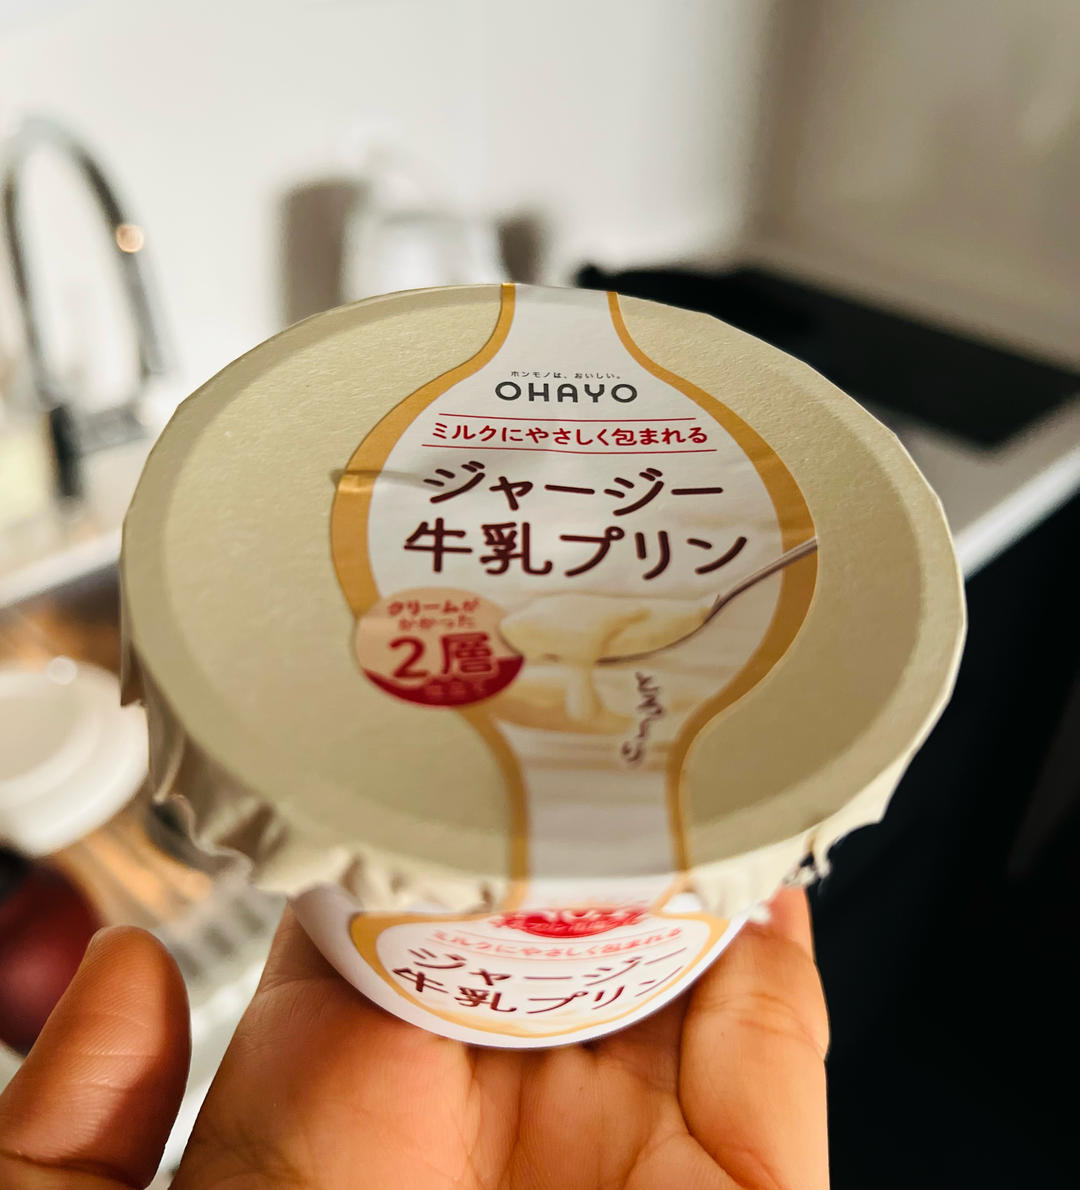 ホンモノは、おいしい。
OHAYO
ミルクにやさしく包まれる
ジャージー
牛乳プリン
クリームが
かかった
2層
仕立て
とろーり
ミルクにやさしく包まれる
ジャージー
牛乳プリン